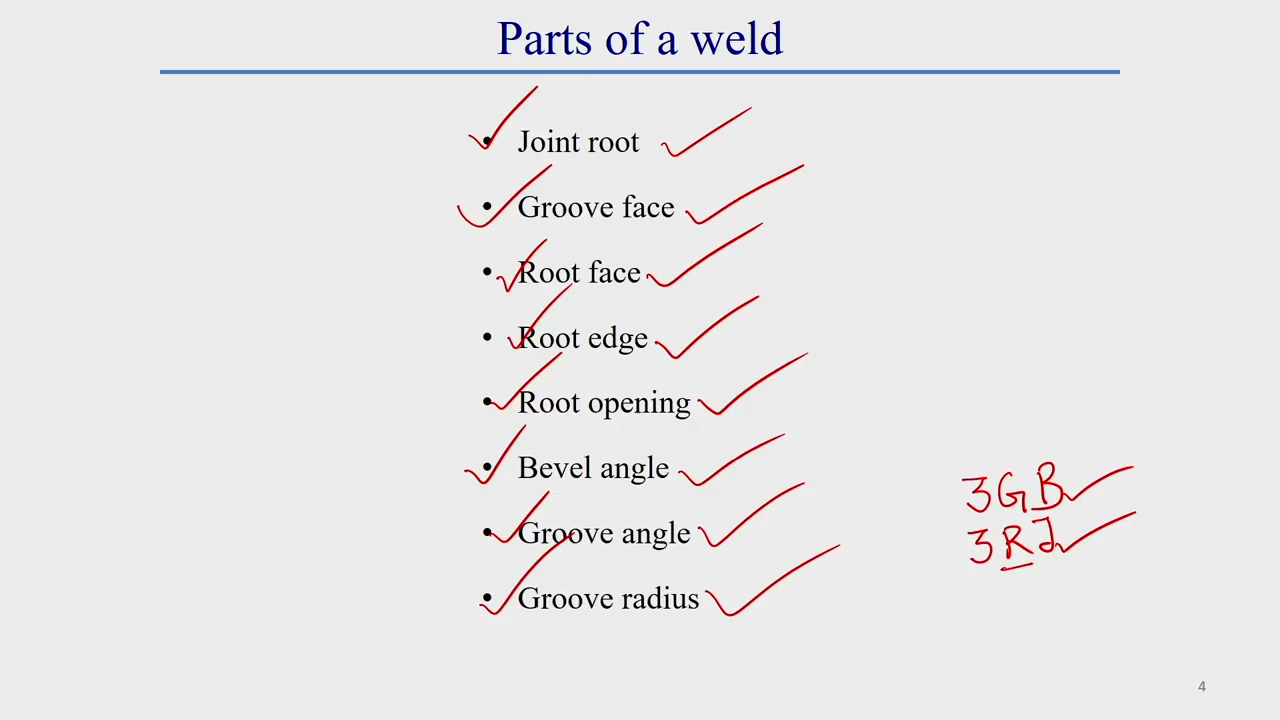 Parts of a weld
• Joint root
• Groove face
• Root face
• Root edge
• Root opening
• Bevel angle
• Groove angle
• Groove radius
3GB
3RJ
4